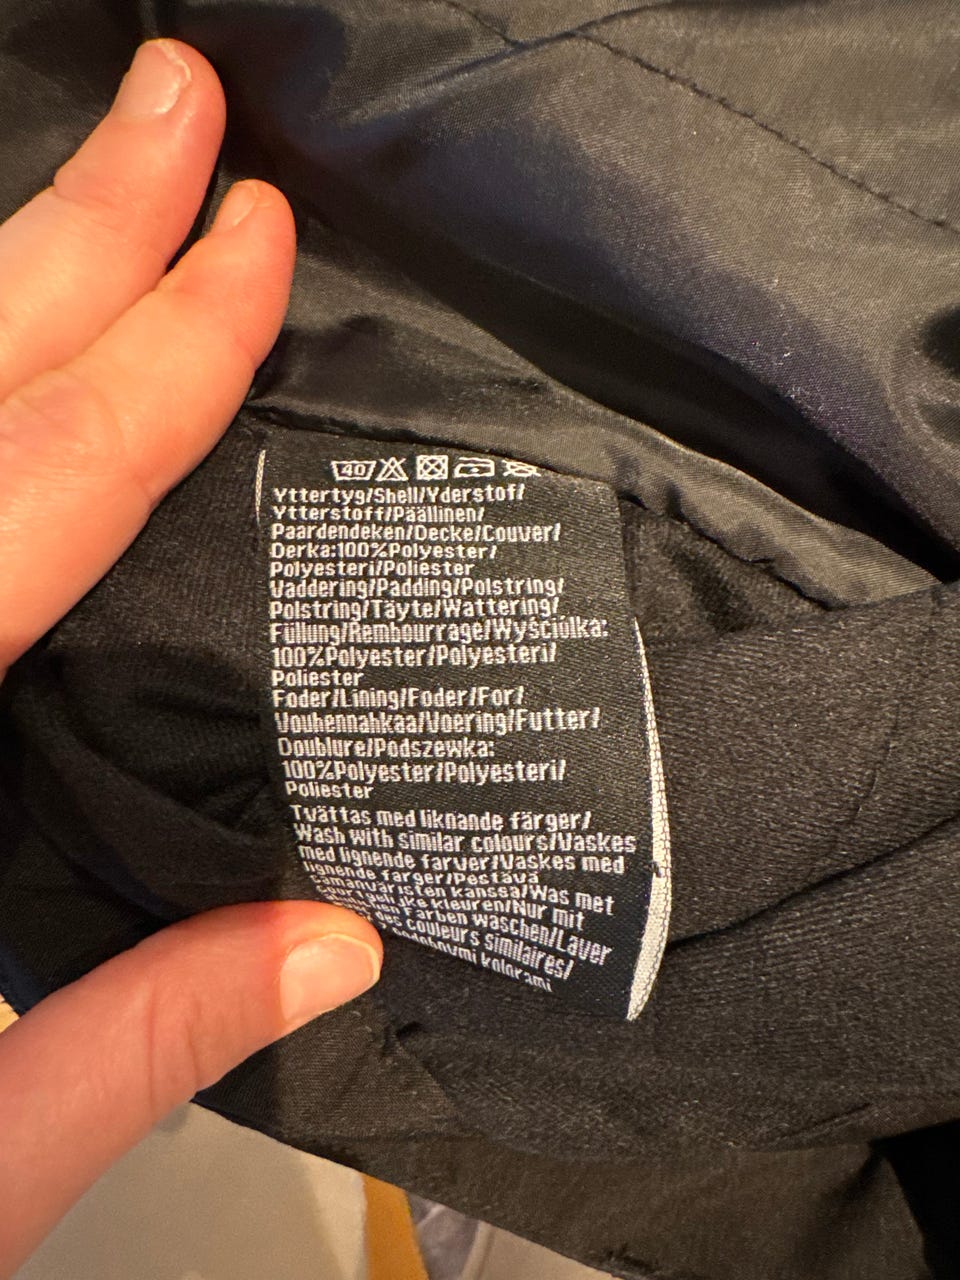 40
Yttertyg/Shell/Yderstof/
Ytterstoff/Päällinen/
Paardendeken/Decke/Couver/
Derka:100%Polyester/
Polyesteri/Poliester
Vaddering/Padding/Polstring/
Polstring/Täyte/Wattering/
Füllung/Rembourrage/Wyściólka:
100%Polyester/Polyesteri/
Poliester
Foder/Lining/Foder/For/
Vouhennahkaa/Voering/Futter/
Doublure/Podszewka:
100%Polyester/Polyesteri/
Poliester
Tvättas med liknande färger/
Wash with similar colours/Vaskes
med lignende farver/Vaskes med
lignende farger/Pestävä
samanväristen kanssa/Was met
kleuren/Nur mit
Farben waschen/Laver
des couleurs similaires/
podobnymi kolorami